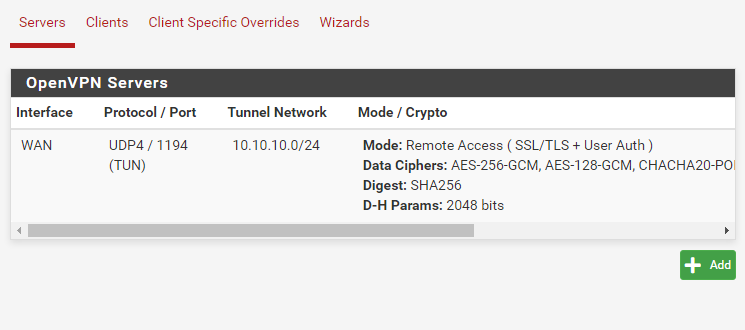 Servers Clients Client Specific Overrides Wizards
OpenVPN Servers
Interface Protocol / Port Tunnel Network Mode / Crypto
WAN UDP4 / 1194 10.10.10.0/24 Mode: Remote Access ( SSL/TLS + User Auth )
(TUN) Data Ciphers: AES-256-GCM, AES-128-GCM, CHACHA20-PO
Digest: SHA256
D-H Params: 2048 bits
Add